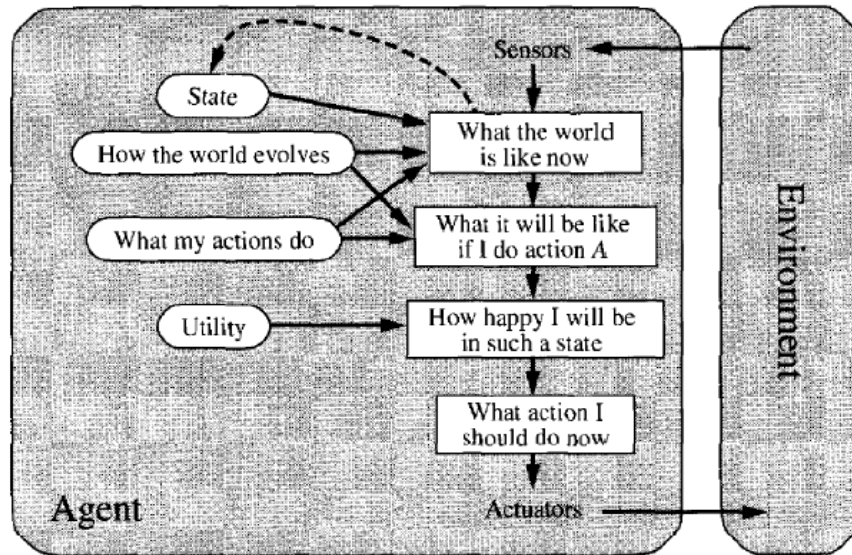 Sensors
State
What the world
is like now
How the world evolves
What it will be like
if I do action A
What my actions do
How happy I will be
in such a state
Utility
What action I
should do now
Agent
Actuators
Environment